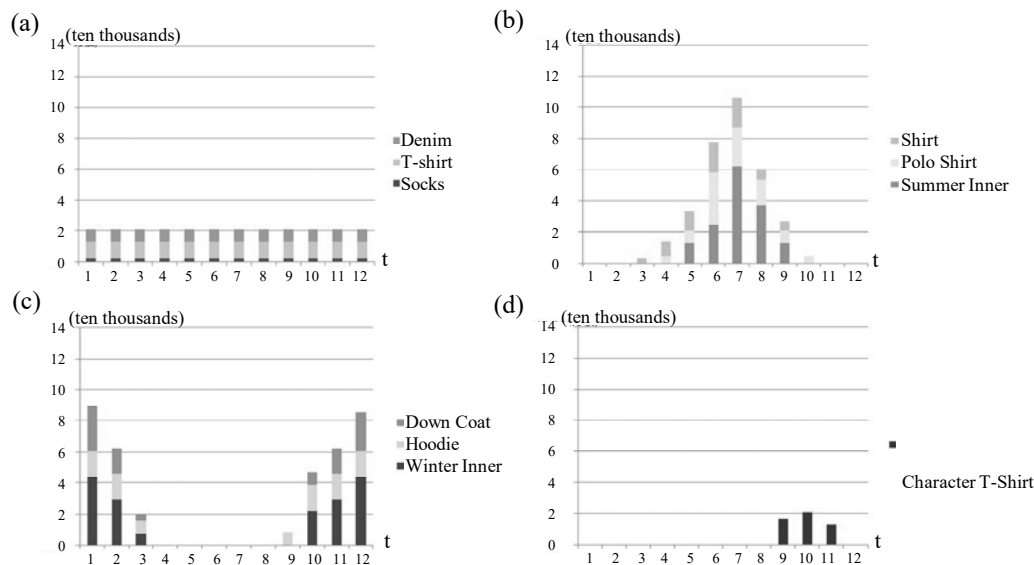 (a)
(ten thousands)
14
12
10
8
6
4
2
0
1 2 3 4 5 6 7 8 9 10 11 12
t
Denim
T-shirt
Socks
(b)
(ten thousands)
14
12
10
8
6
4
2
0
1 2 3 4 5 6 7 8 9 10 11 12
t
Shirt
Polo Shirt
Summer Inner
(c)
(ten thousands)
14
12
10
8
6
4
2
0
1 2 3 4 5 6 7 8 9 10 11 12
t
Down Coat
Hoodie
Winter Inner
(d)
(ten thousands)
14
12
10
8
6
4
2
0
1 2 3 4 5 6 7 8 9 10 11 12
t
Character T-Shirt